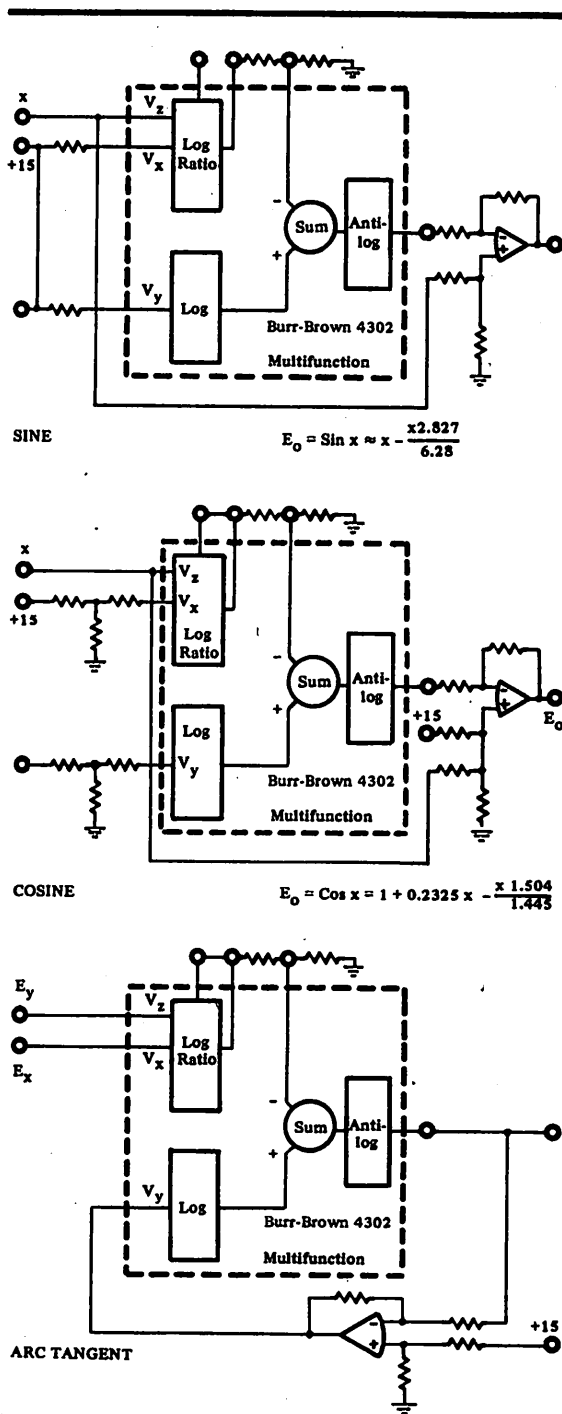 x
V_z
+15
V_x
Log
Ratio
-
Sum
+
Anti-
log
-
+
V_y
Log
Burr-Brown 4302
Multifunction
SINE
E_o = Sin x ≈ x - x2.827
6.28
x
V_z
+15
V_x
Log
Ratio
-
Sum
+
Anti-
log
-
+
+15
E_o
Log
V_y
Burr-Brown 4302
Multifunction
COSINE
E_o = Cos x = 1 + 0.2325 x - x 1.504
1.445
E_y
V_z
E_x
V_x
Log
Ratio
-
Sum
+
Anti-
log
V_y
Log
Burr-Brown 4302
Multifunction
-
+
+15
ARC TANGENT